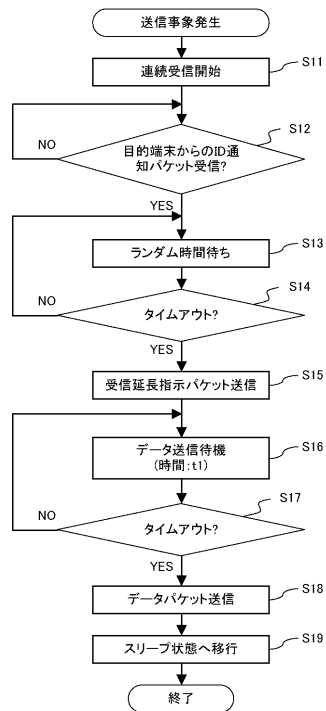 送信事象発生
連続受信開始
S11
S12
目的端末からのID通
知パケット受信?
NO
YES
ランダム時間待ち
S13
S14
タイムアウト?
NO
YES
受信延長指示パケット送信
S15
データ送信待機
(時間:t1)
S16
S17
タイムアウト?
NO
YES
データパケット送信
S18
スリープ状態へ移行
S19
終了